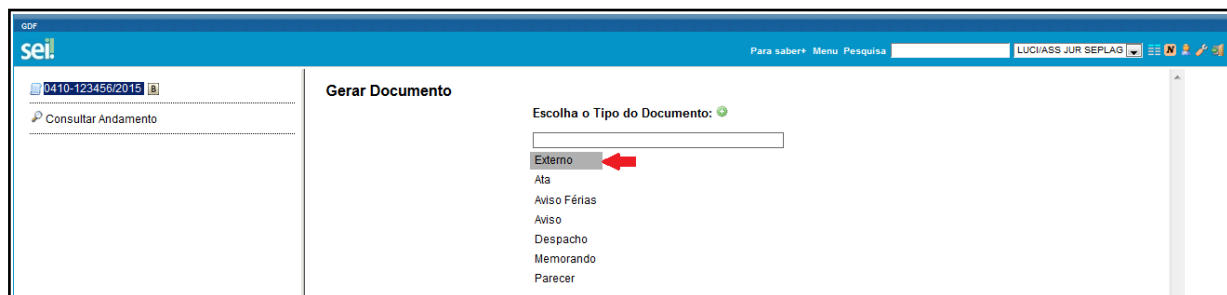 GDF
sei!
Para saber+ Menu Pesquisa
LUCI/ASS JUR SEPLAG
N
0410-123456/2015
B
Consultar Andamento
Gerar Documento
Escolha o Tipo do Documento:
Externo
Ata
Aviso Férias
Aviso
Despacho
Memorando
Parecer